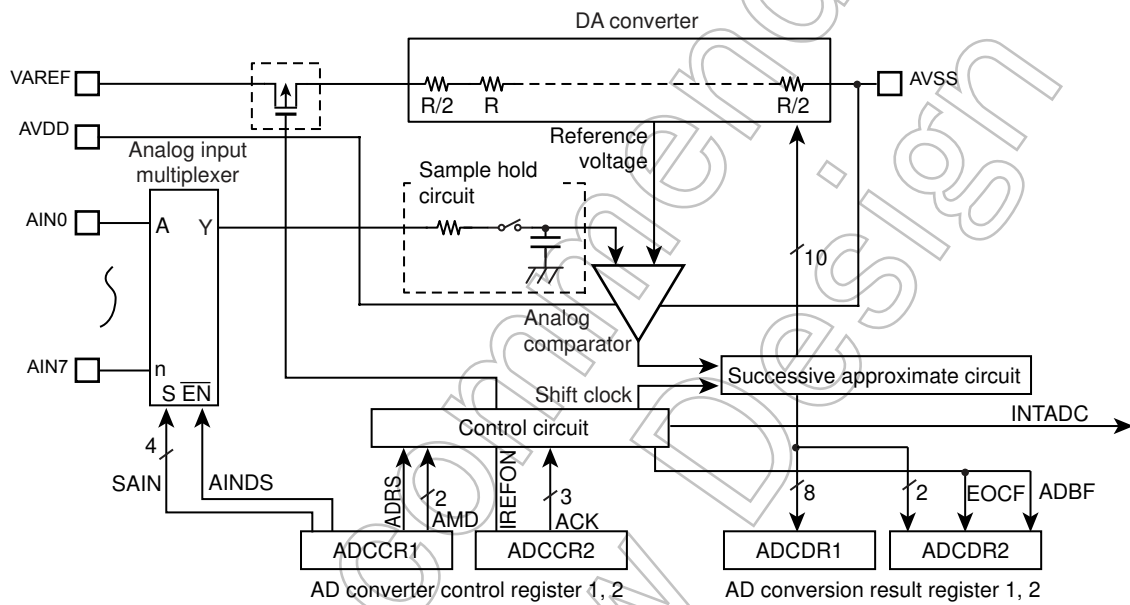 DA converter
VAREF
AVSS
R/2
R
R/2
AVDD
Analog input
multiplexer
Reference
voltage
Sample hold
circuit
AIN0
A
Y
10
Analog
comparator
AIN7
n
S EN
Successive approximate circuit
Shift clock
INTADC
Control circuit
4
SAIN
AINDS
ADRS
2
AMD
IREFON
3
ACK
8
2
EOCF
ADBF
ADCCR1
ADCCR2
ADCDR1
ADCDR2
AD converter control register 1, 2
AD conversion result register 1, 2